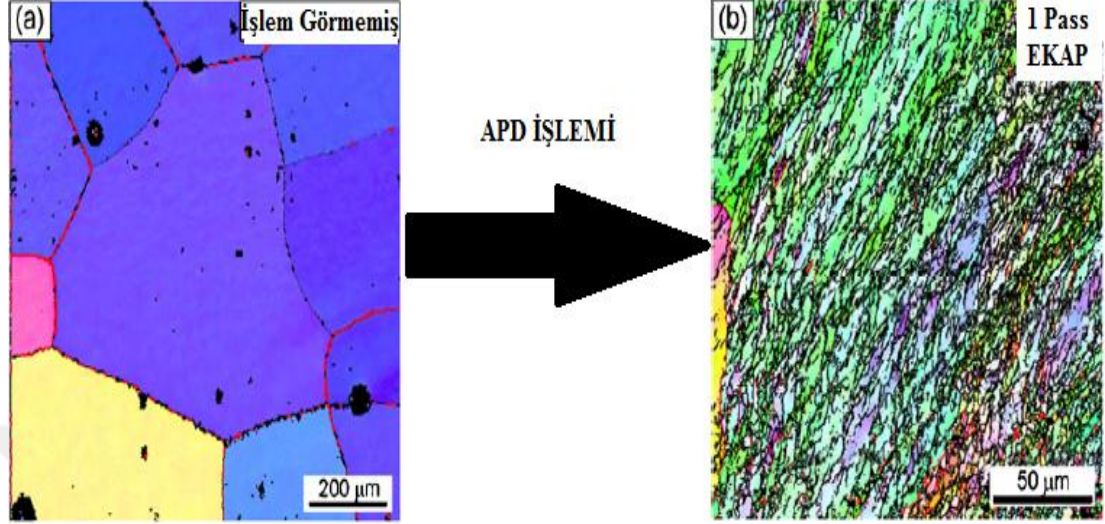 (a)
İşlem Görmemiş
200 µm
APD İŞLEMİ
(b)
1 Pass
EKAP
50 µm